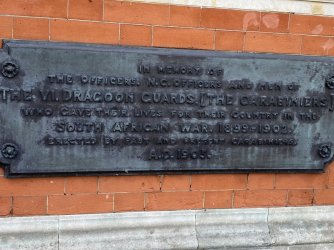 IN MEMORY OF
THE OFFICERS, N.C. OFFICERS AND MEN OF
THE VI. DRAGOON GUARDS. [THE CARABINIERS]
WHO GAVE THEIR LIVES FOR THEIR COUNTRY IN THE
SOUTH AFRICAN WAR. 1899-1902.
ERECTED BY PAST AND PRESENT CARABINIERS.
A.D. 1905.